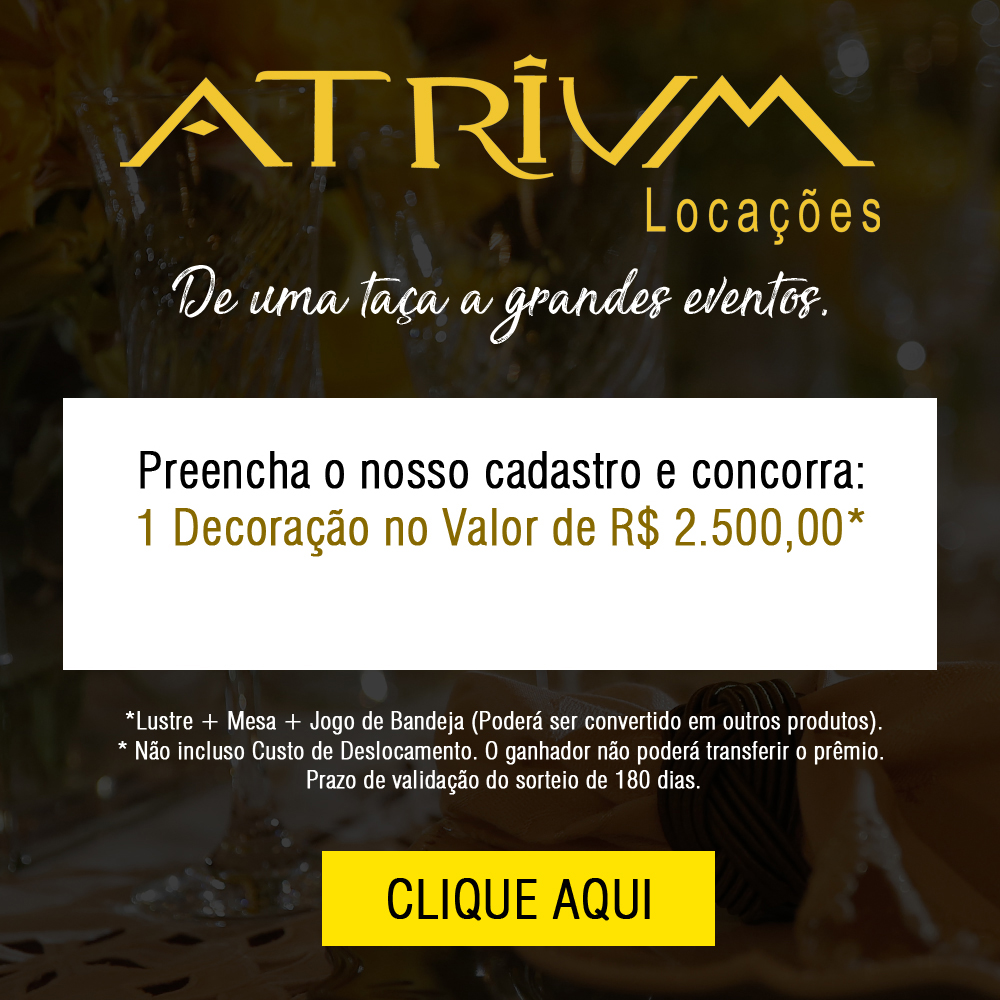 ATRIVM
Locações
De uma taça a grandes eventos.
Preencha o nosso cadastro e concorra:
1 Decoração no Valor de R$ 2.500,00*
*Lustre + Mesa + Jogo de Bandeja (Poderá ser convertido em outros produtos).
* Não incluso Custo de Deslocamento. O ganhador não poderá transferir o prêmio.
Prazo de validação do sorteio de 180 dias.
CLIQUE AQUI